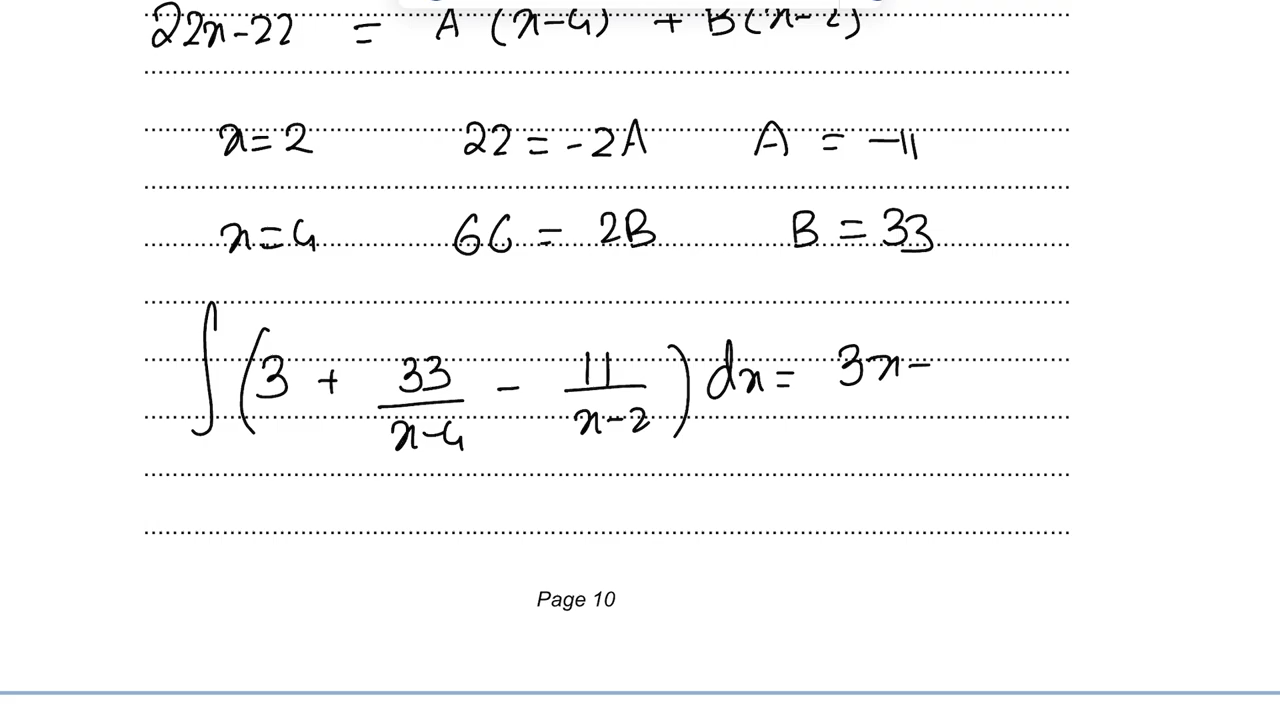 22x-22 = A (x-4) + B(x-2)
x=2 22 = -2A A = -11
x=4 66 = 2B B = 33
∫(3 + 33/(x-4) - 11/(x-2)) dx = 3x -
Page 10